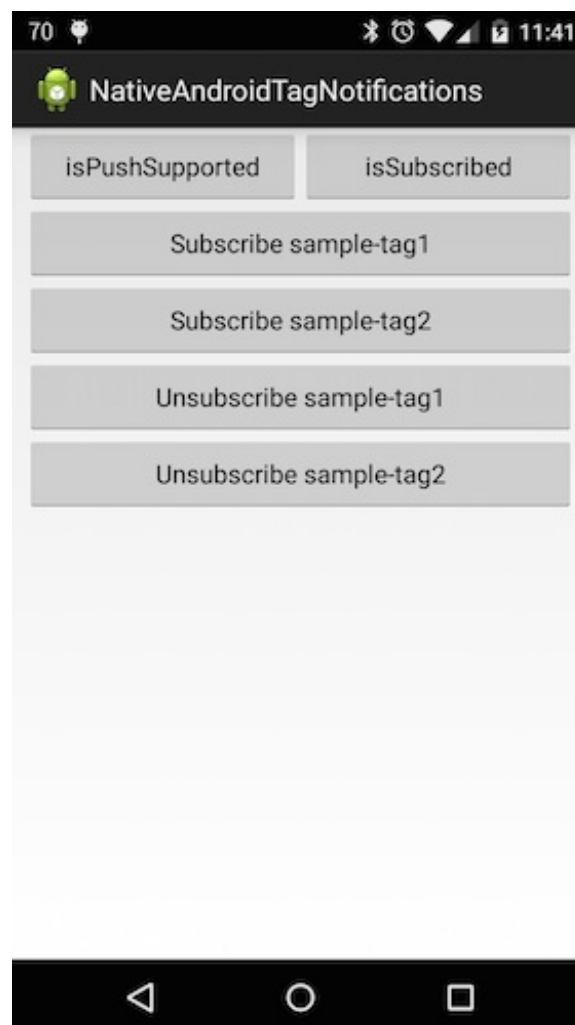 70 11:41
NativeAndroidTagNotifications
isPushSupported isSubscribed
Subscribe sample-tag1
Subscribe sample-tag2
Unsubscribe sample-tag1
Unsubscribe sample-tag2